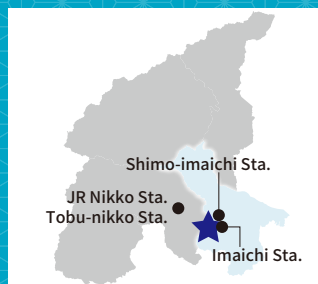 Shimo-imaichi Sta.
JR Nikko Sta.
Tobu-nikko Sta.
Imaichi Sta.